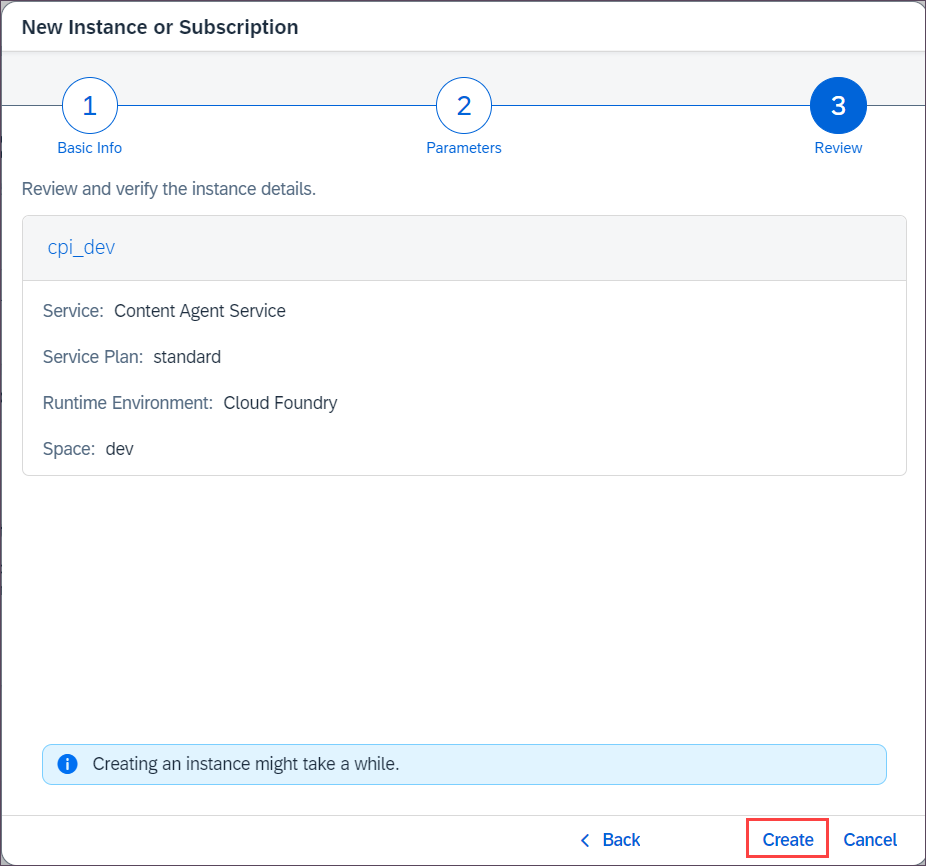 New Instance or Subscription
1
2
3
Basic Info
Parameters
Review
Review and verify the instance details.
cpi_dev
Service: Content Agent Service
Service Plan: standard
Runtime Environment: Cloud Foundry
Space: dev
Creating an instance might take a while.
Back
Create
Cancel